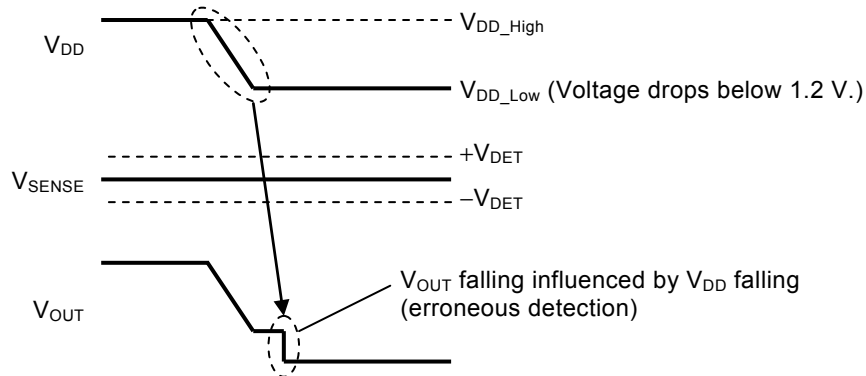 V_DD
V_DD_High
V_DD_Low (Voltage drops below 1.2 V.)
V_SENSE
+V_DET
−V_DET
V_OUT
V_OUT falling influenced by V_DD falling
(erroneous detection)